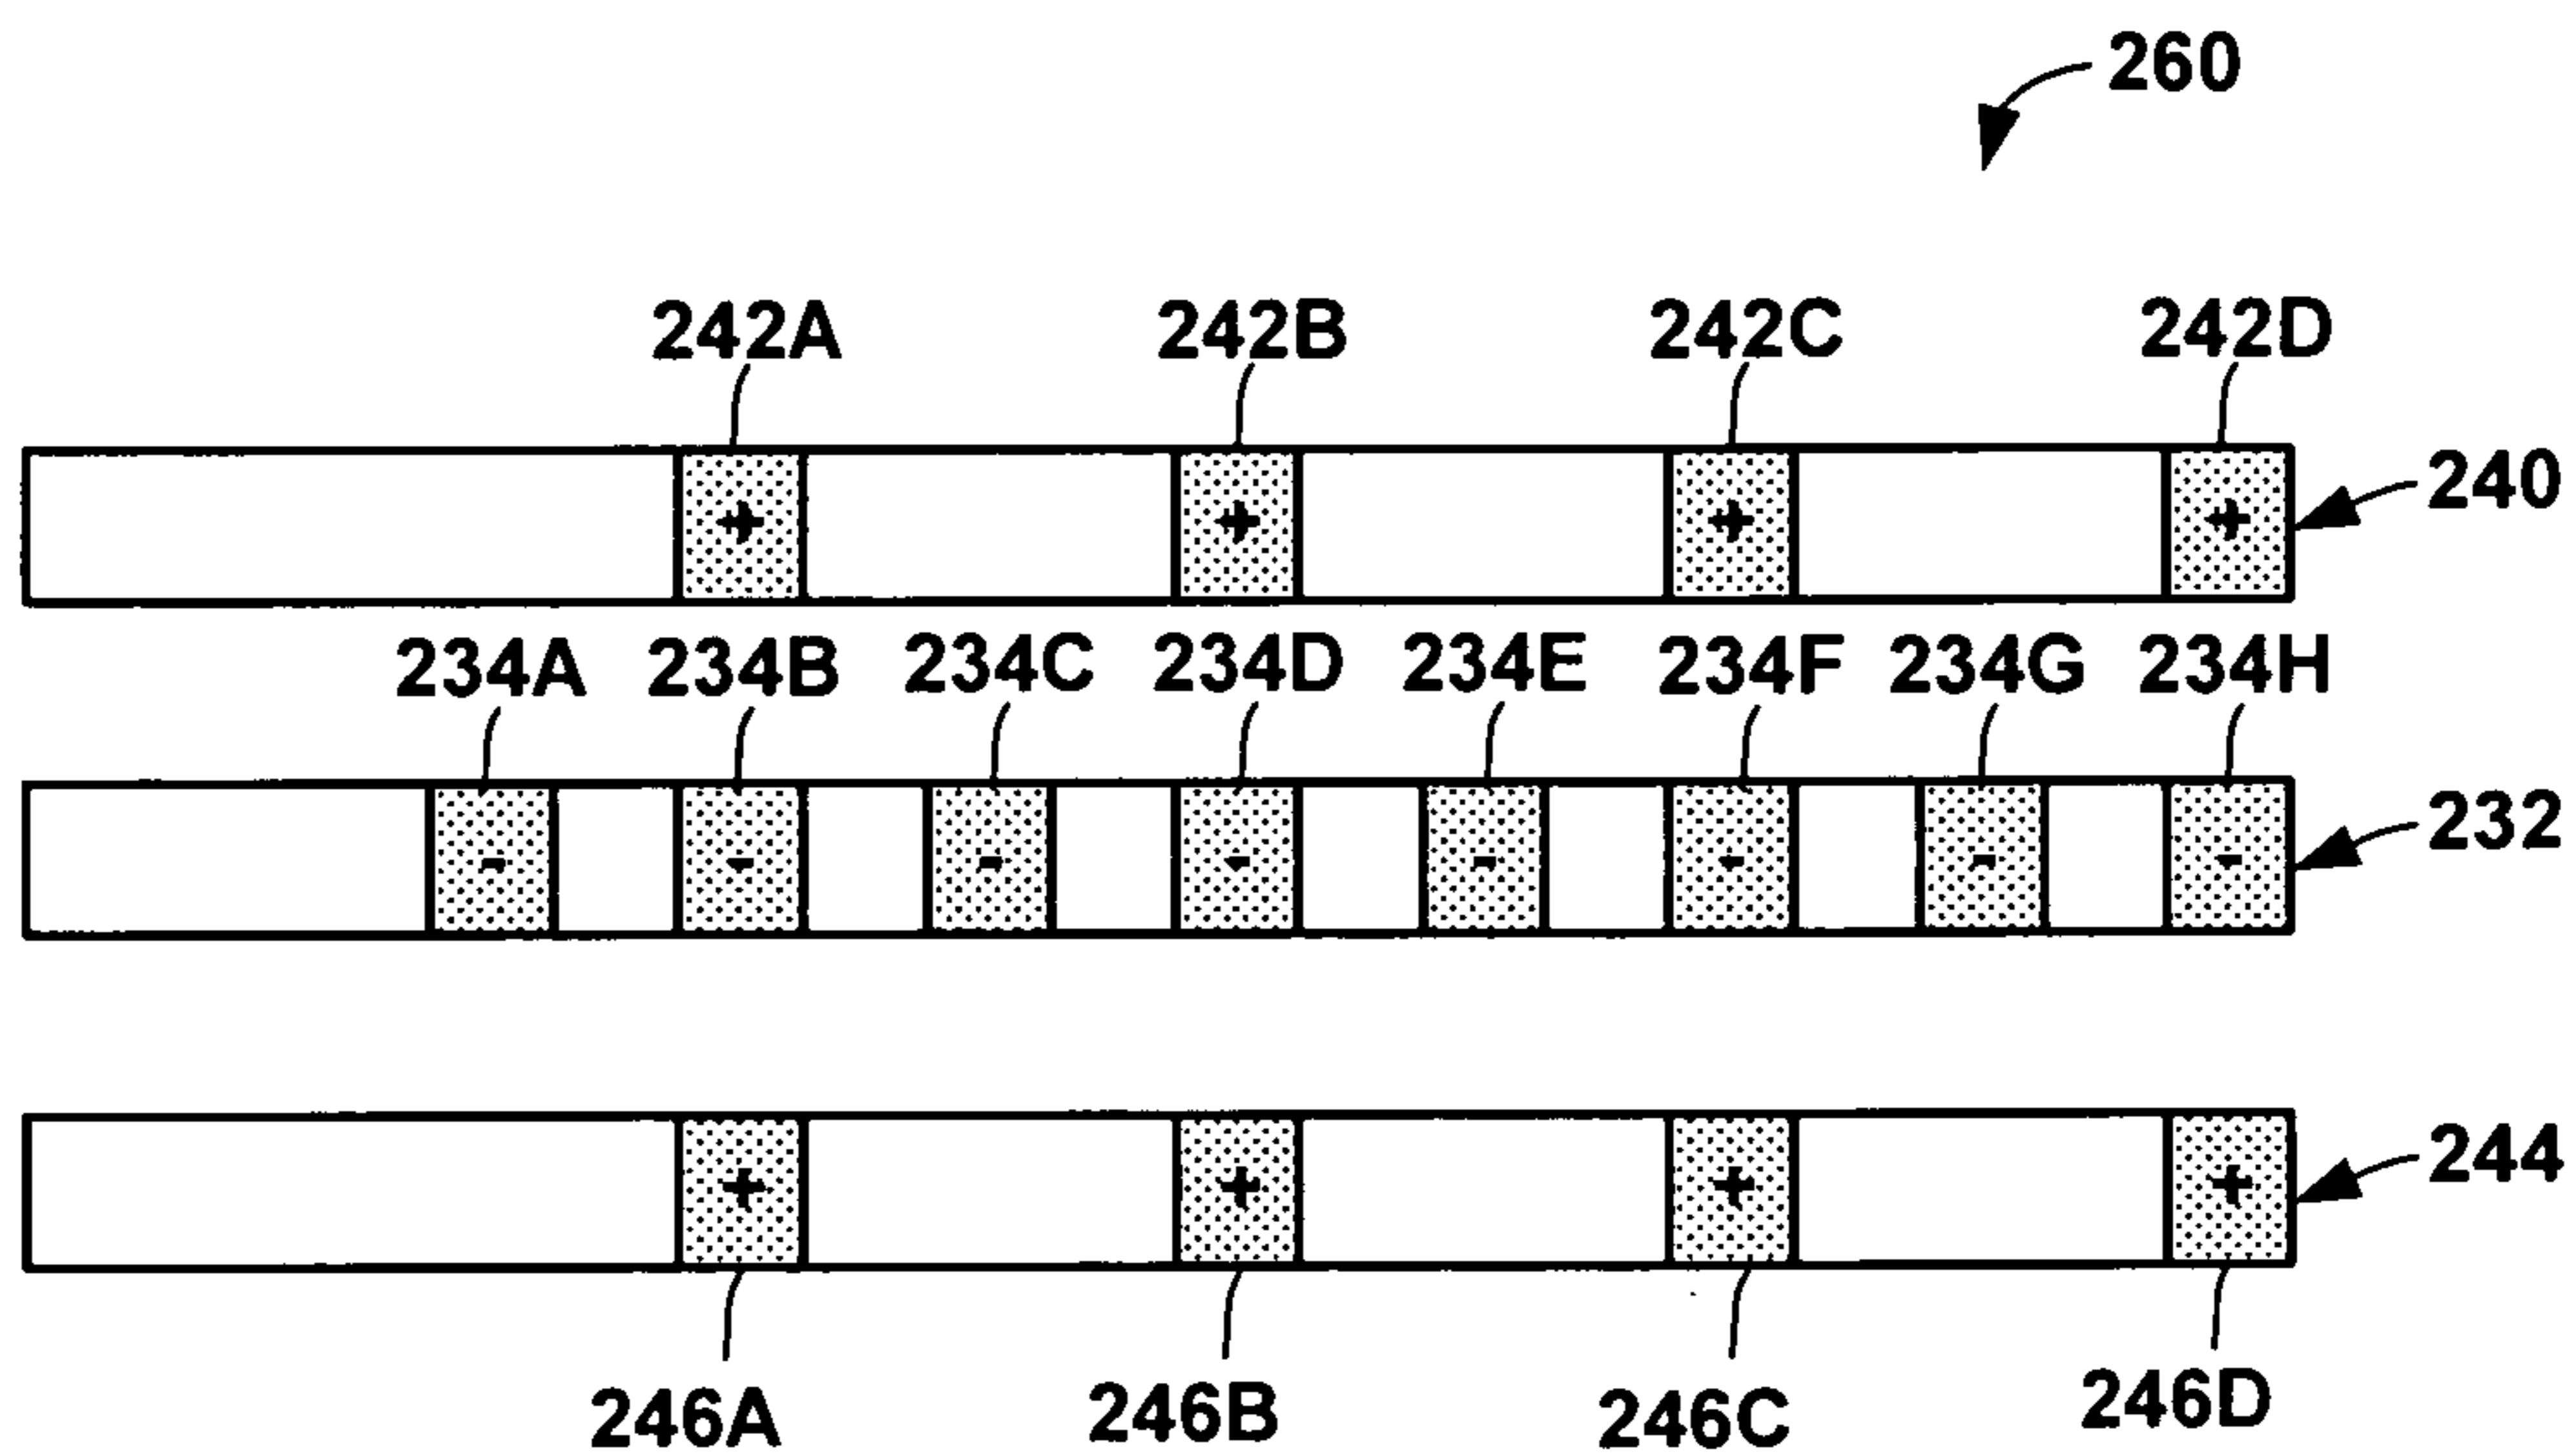 260
242A 242B 242C 242D
+ + + + 240
234A 234B 234C 234D 234E 234F 234G 234H
- - - - - - - - 232
+ + + + 244
246A 246B 246C 246D